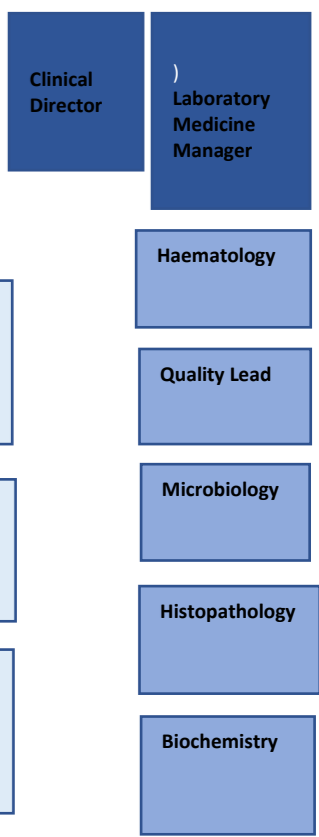 Clinical
Director
)
Laboratory
Medicine
Manager
Haematology
Quality Lead
Microbiology
Histopathology
Biochemistry